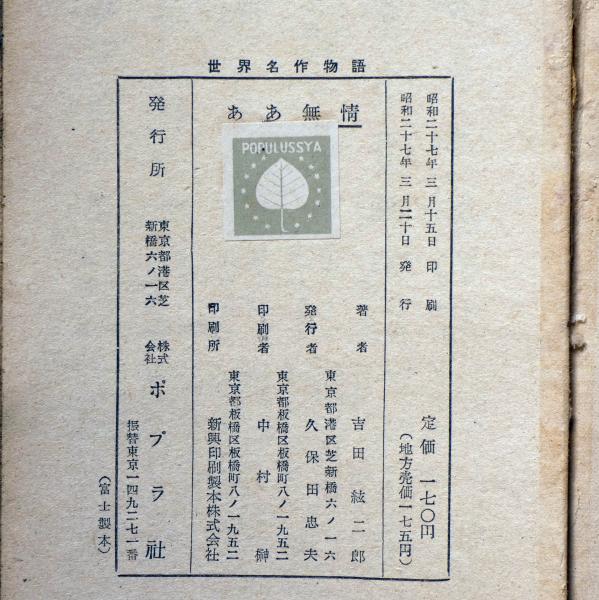 世界名作物語
ああ無情
POPULUSSYA
昭和二十七年 三月十五日 印刷
昭和二十七年 三月二十日 発行
定価 一七〇円
(地方売価一七五円)
著者 吉田絃二郎
東京都港区芝新橋六ノ一六
発行者 久保田忠夫
東京都板橋区板橋町八ノ一九五二
印刷者 中村榊
東京都板橋区板橋町八ノ一九五二
印刷所 新興印刷製本株式会社
発行所 東京都港区芝
新橋六ノ一六
株式
会社 ポプラ社
振替東京一四九二七一番
(富士製本)